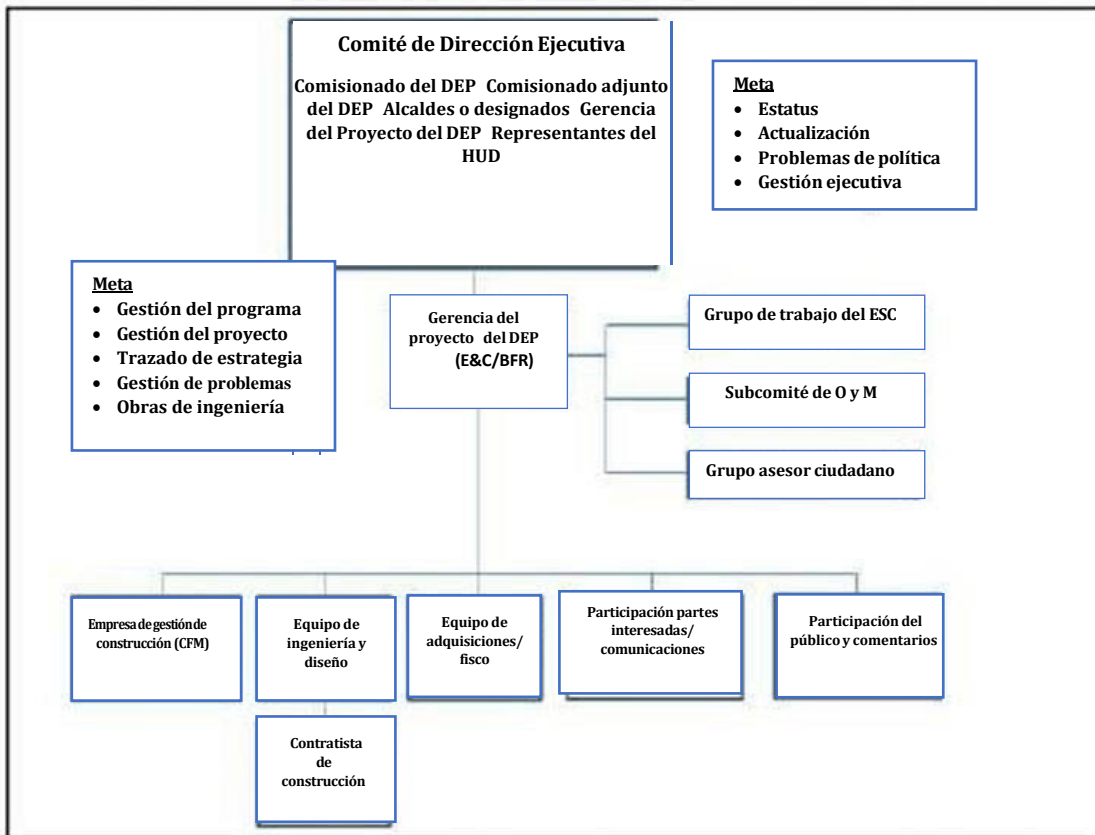 Comité de Dirección Ejecutiva
Comisionado del DEP Comisionado adjunto
del DEP Alcaldes o designados Gerencia
del Proyecto del DEP Representantes del
HUD
Meta
• Estatus
• Actualización
• Problemas de política
• Gestión ejecutiva
Meta
• Gestión del programa
• Gestión del proyecto
• Trazado de estrategia
• Gestión de problemas
• Obras de ingeniería
Gerencia del
proyecto del DEP
(E&C/BFR)
Grupo de trabajo del ESC
Subcomité de O y M
Grupo asesor ciudadano
Empresa de gestión de
construcción (CFM)
Equipo de
ingeniería y
diseño
Equipo de
adquisiciones/
fisco
Participación partes
interesadas/
comunicaciones
Participación del
público y comentarios
Contratista
de
construcción